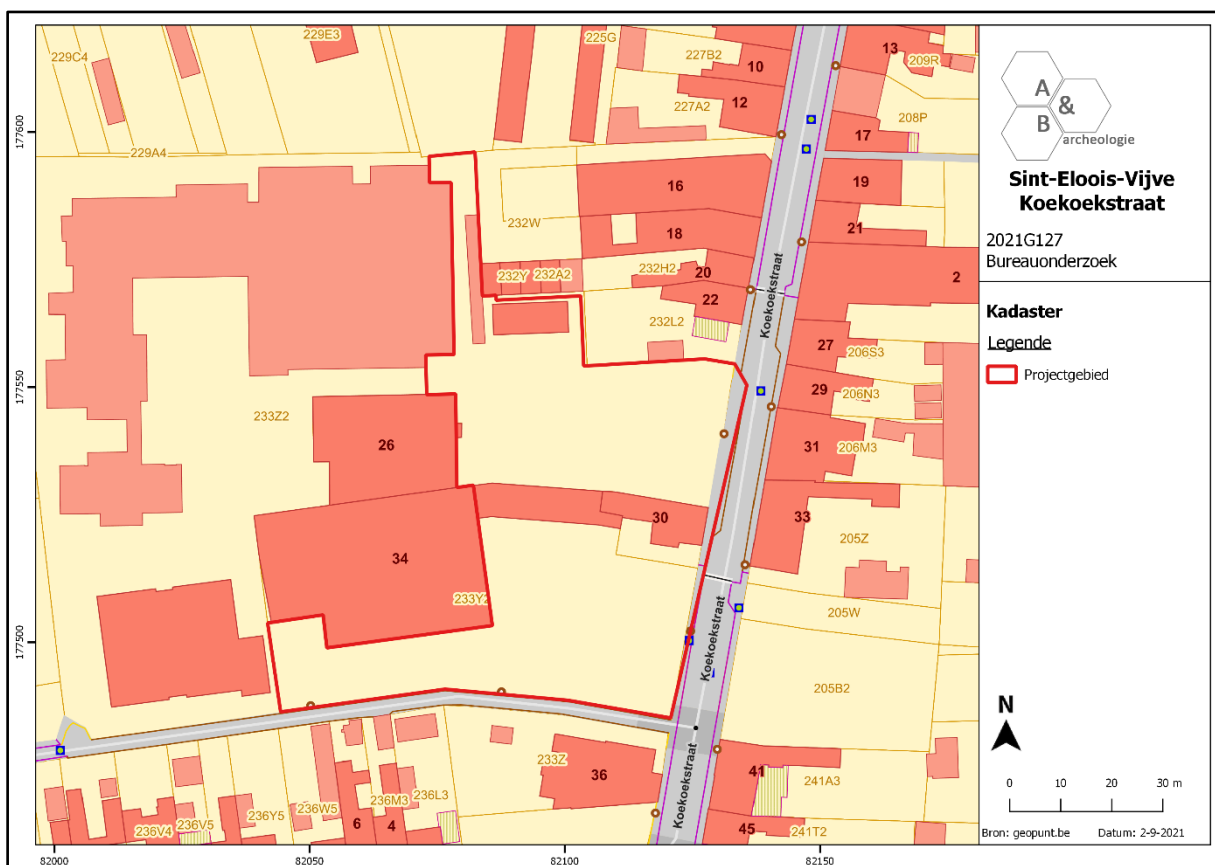 229E3
229C4
225G
227B2
10
12
227A2
13
209R
17
208P
229A4
177600
16
19
232W
21
18
232H2
20
232Y
232A2
22
2
232L2
Koekoekstraat
27
206S3
29
206N3
177550
233Z2
26
31
206M3
30
33
34
205Z
233Y2
205W
177500
Koekoekstraat
205B2
233Z
36
41
241A3
Koekoekstraat
236L3
236M3
236W5
6
4
236Y5
236V5
236V4
45
241T2
82000
82050
82100
82150
A
&
B
archeologie
Sint-Eloois-Vijve
Koekoekstraat
2021G127
Bureauonderzoek
Kadaster
Legende
Projectgebied
N
0 10 20 30 m
Bron: geopunt.be Datum: 2-9-2021